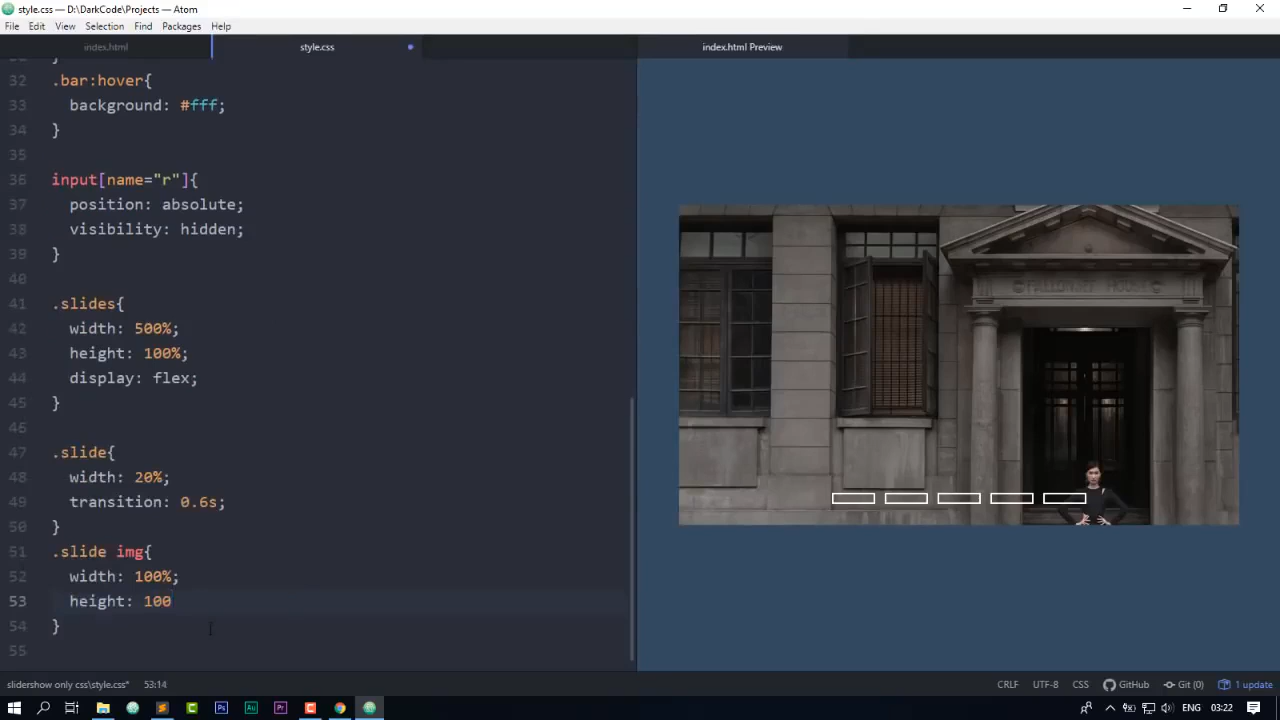 style.css — D:\DarkCode\Projects — Atom
File Edit View Selection Find Packages Help
index.html style.css index.html Preview
32 .bar:hover{
33 background: #fff;
34 }
35
36 input[name="r"]{
37 position: absolute;
38 visibility: hidden;
39 }
40
41 .slides{
42 width: 500%;
43 height: 100%;
44 display: flex;
45 }
46
47 .slide{
48 width: 20%;
49 transition: 0.6s;
50 }
51 .slide img{
52 width: 100%;
53 height: 100
54 }
55
slidershow only css\style.css* 53:14 CRLF UTF-8 CSS GitHub Git (0) 1 update
ENG 03:22